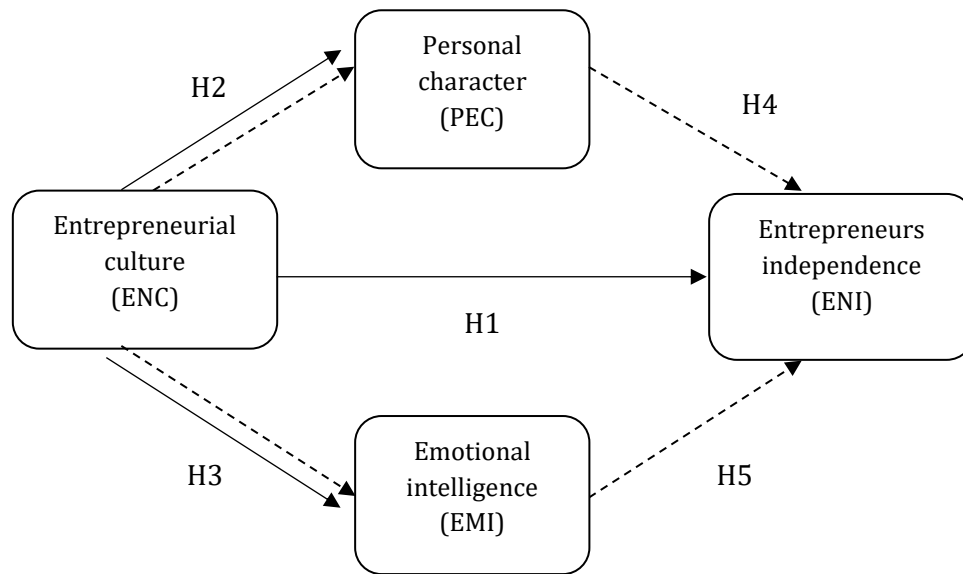 Personal
character
(PEC)
H2
H4
Entrepreneurial
culture
(ENC)
Entrepreneurs
independence
(ENI)
H1
Emotional
intelligence
(EMI)
H3
H5